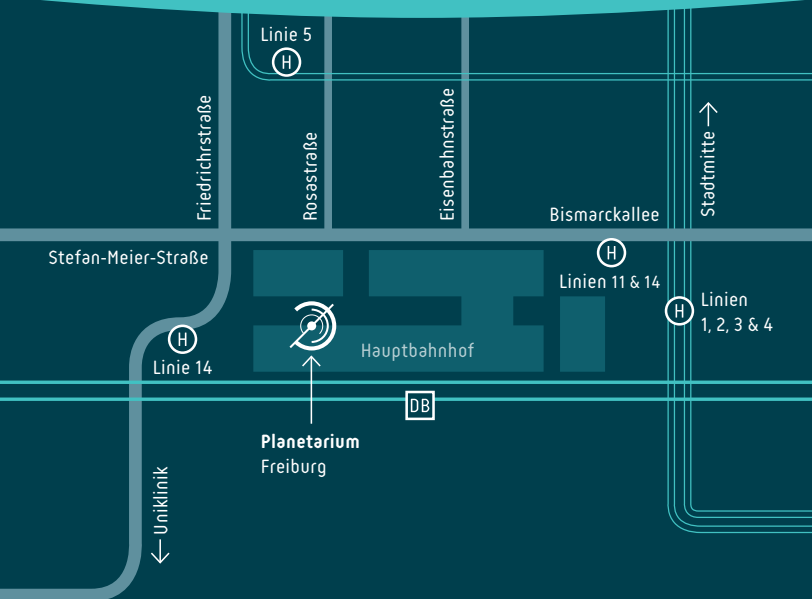 Linie 5
H
Friedrichrstraße
Rosastraße
Eisenbahnstraße
Stadtmitte
Bismarckallee
H
Linien 11 & 14
Stefan-Meier-Straße
H
Linien
1, 2, 3 & 4
H
Linie 14
Hauptbahnhof
DB
Planetarium
Freiburg
Uniklinik